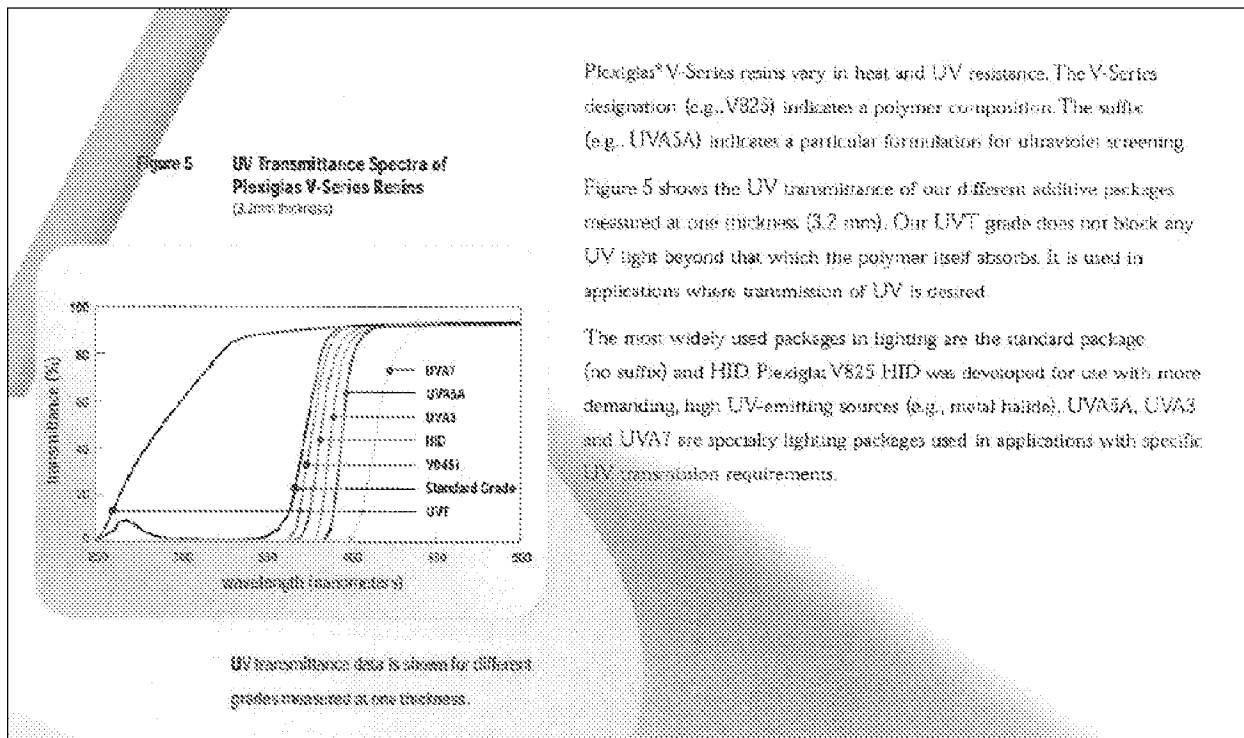 Figure 5 UV Transmittance Spectra of
Plexiglas V-Series Resins
(3.2mm thickness)
100
80
60
UVA7
UVA5A
UVA3
HID
V045i
Standard Grade
UVT
transmittance (%)
400
500
wavelength (nanometers)
UV transmittance data is shown for different
grades measured at one thickness.
Plexiglas® V-Series resins vary in heat and UV resistance. The V-Series
designation (e.g., V825) indicates a polymer composition. The suffix
(e.g., UVA5A) indicates a particular formulation for ultraviolet screening.
Figure 5 shows the UV transmittance of our different additive packages
measured at one thickness (3.2 mm). Our UVT grade does not block any
UV light beyond that which the polymer itself absorbs. It is used in
applications where transmission of UV is desired.
The most widely used packages in lighting are the standard package
(no suffix) and HID. Plexiglas V825 HID was developed for use with more
demanding, high UV-emitting sources (e.g., metal halide). UVA5A, UVA3
and UVA7 are specialty lighting packages used in applications with specific
UV transmission requirements.